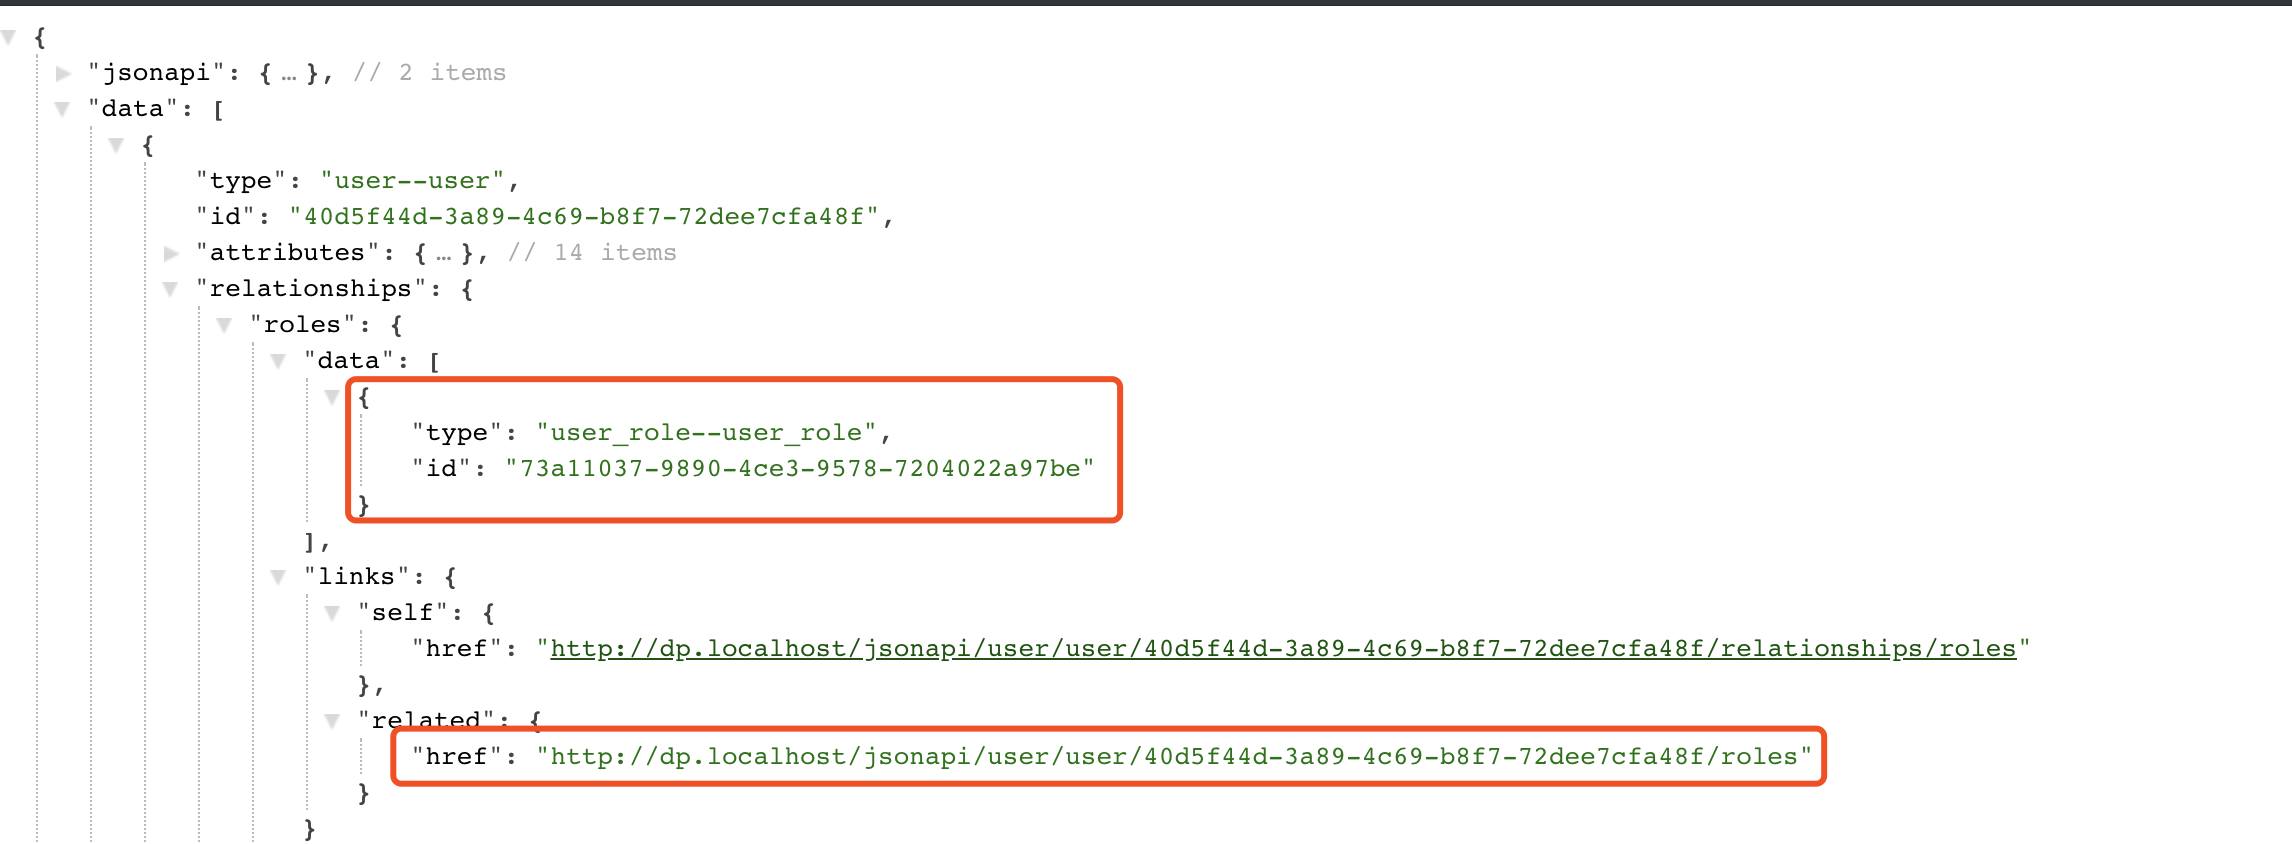 {
"jsonapi": { … }, // 2 items
"data": [
{
"type": "user--user",
"id": "40d5f44d-3a89-4c69-b8f7-72dee7cfa48f",
"attributes": { … }, // 14 items
"relationships": {
"roles": {
"data": [
{
"type": "user_role--user_role",
"id": "73a11037-9890-4ce3-9578-7204022a97be"
}
],
"links": {
"self": {
"href": "http://dp.localhost/jsonapi/user/user/40d5f44d-3a89-4c69-b8f7-72dee7cfa48f/relationships/roles"
},
"related": {
"href": "http://dp.localhost/jsonapi/user/user/40d5f44d-3a89-4c69-b8f7-72dee7cfa48f/roles"
}
}